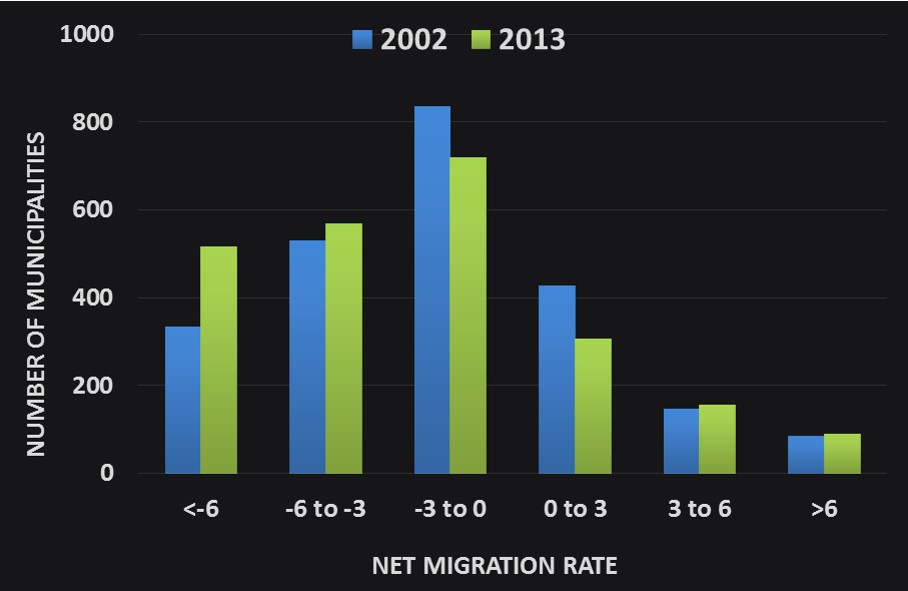 2002 2013
NUMBER OF MUNICIPALITIES
1000
800
600
400
200
0
<-6 -6 to -3 -3 to 0 0 to 3 3 to 6 >6
NET MIGRATION RATE